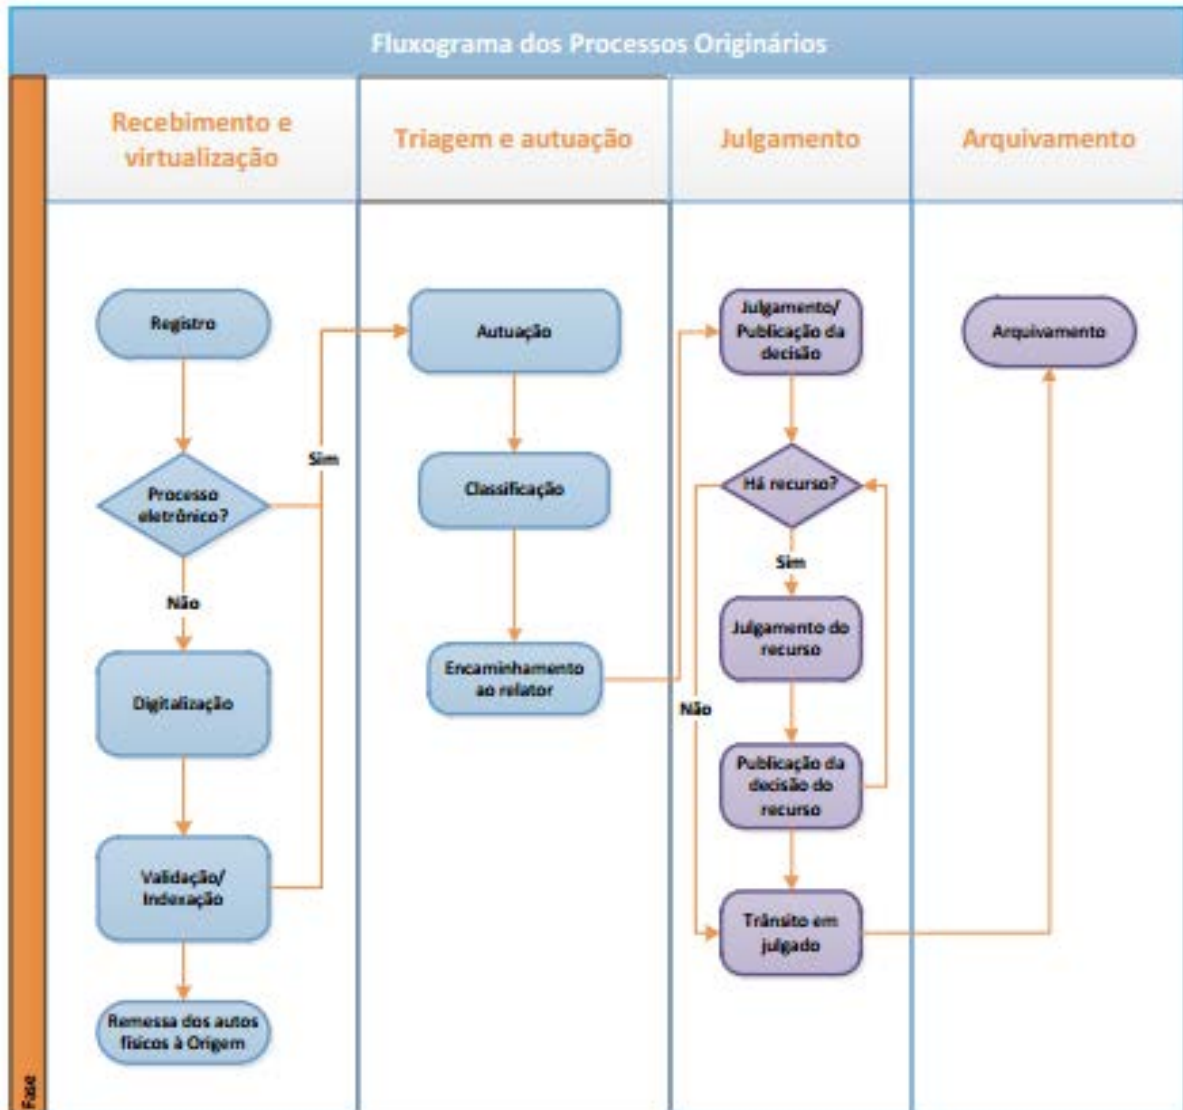 Fluxograma dos Processos Originários
Recebimento e
virtualização
Triagem e autuação
Julgamento
Arquivamento
Registro
Processo
eletrônico?
Sim
Não
Digitalização
Validação/
Indexação
Remessa dos autos
físicos à Origem
Autuação
Classificação
Encaminhamento
ao relator
Julgamento/
Publicação da
decisão
Há recurso?
Sim
Não
Julgamento do
recurso
Publicação da
decisão do
recurso
Trânsito em
julgado
Arquivamento
Fase